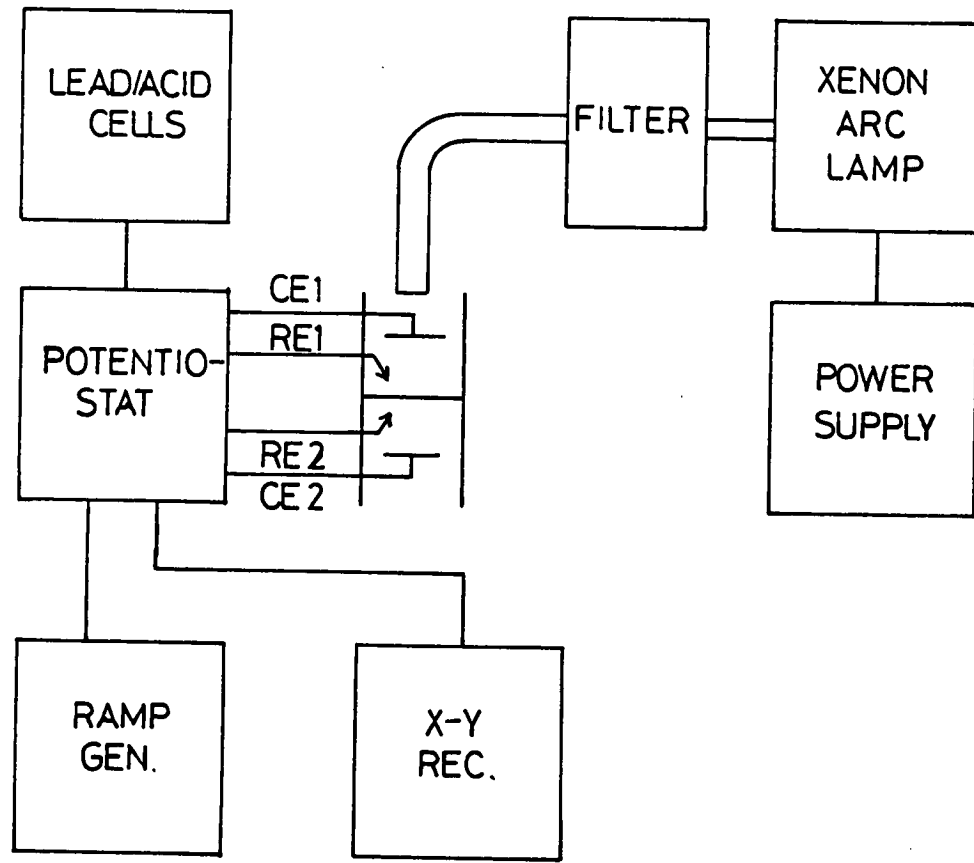 LEAD/ACID
CELLS
FILTER
XENON
ARC
LAMP
CE1
RE1
POTENTIO-
STAT
RE2
CE2
POWER
SUPPLY
RAMP
GEN.
X-Y
REC.